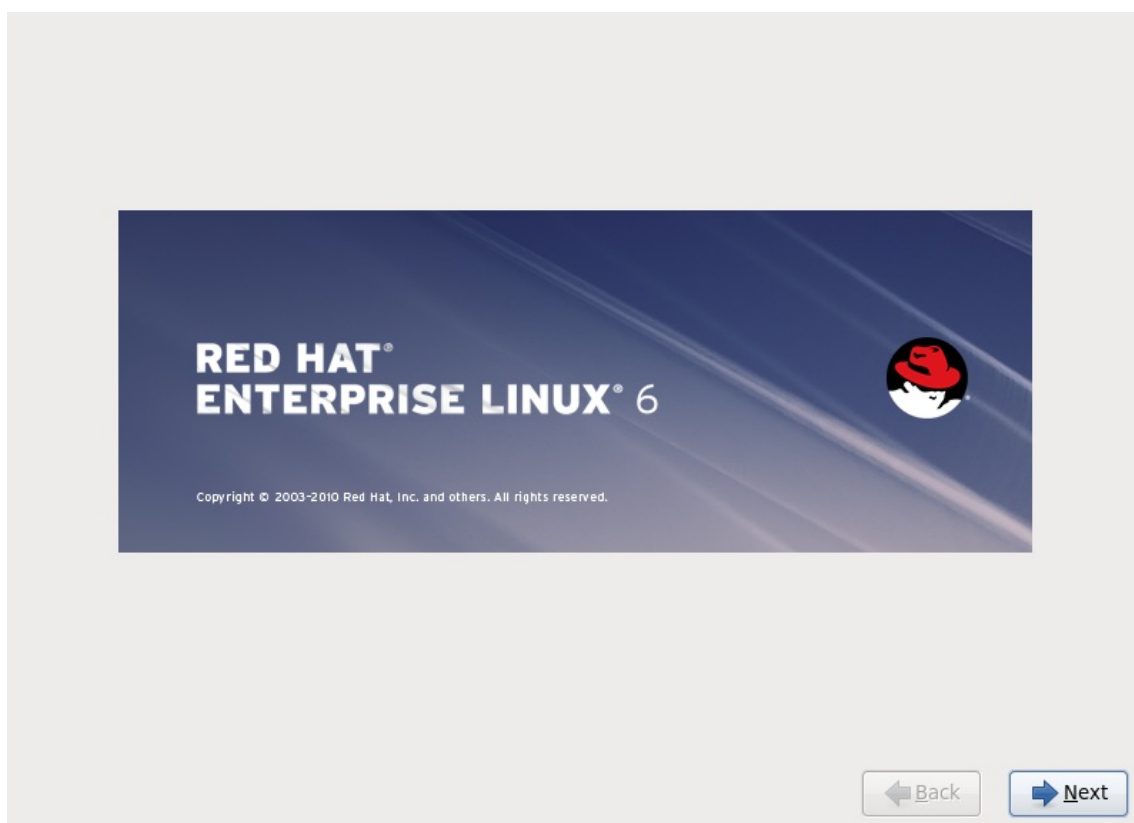 RED HAT®
ENTERPRISE LINUX® 6
Copyright © 2003-2010 Red Hat, Inc. and others. All rights reserved.
Back
Next